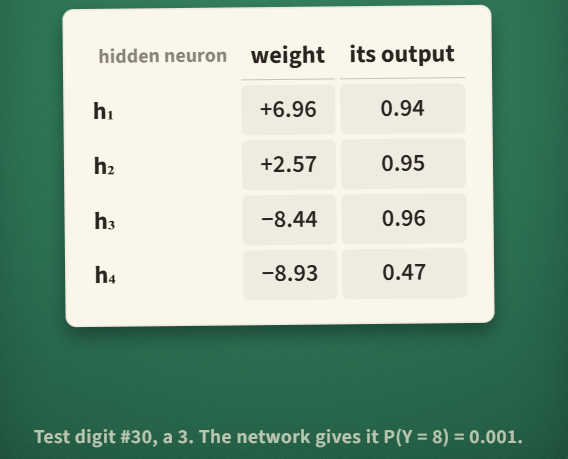 hidden neuron weight its output
h₁ +6.96 0.94
h₂ +2.57 0.95
h₃ −8.44 0.96
h₄ −8.93 0.47
Test digit #30, a 3. The network gives it P(Y = 8) = 0.001.